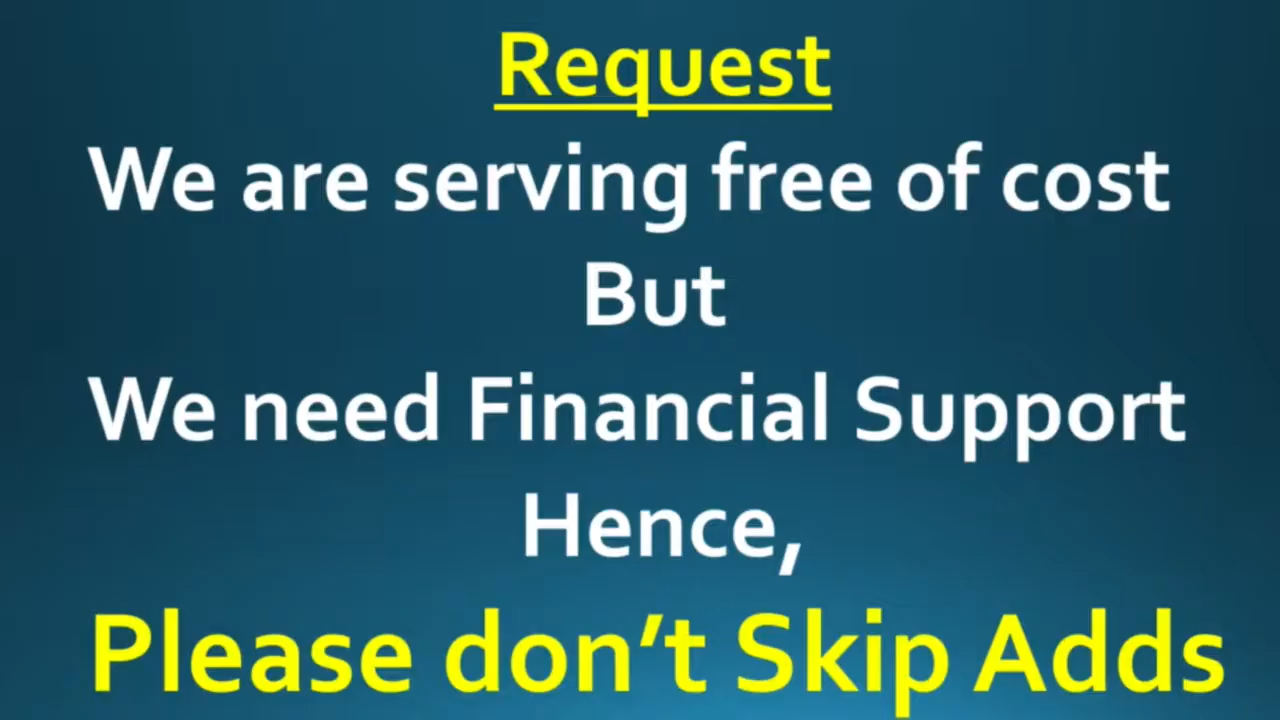 Request
We are serving free of cost
But
We need Financial Support
Hence,
Please don’t Skip Adds